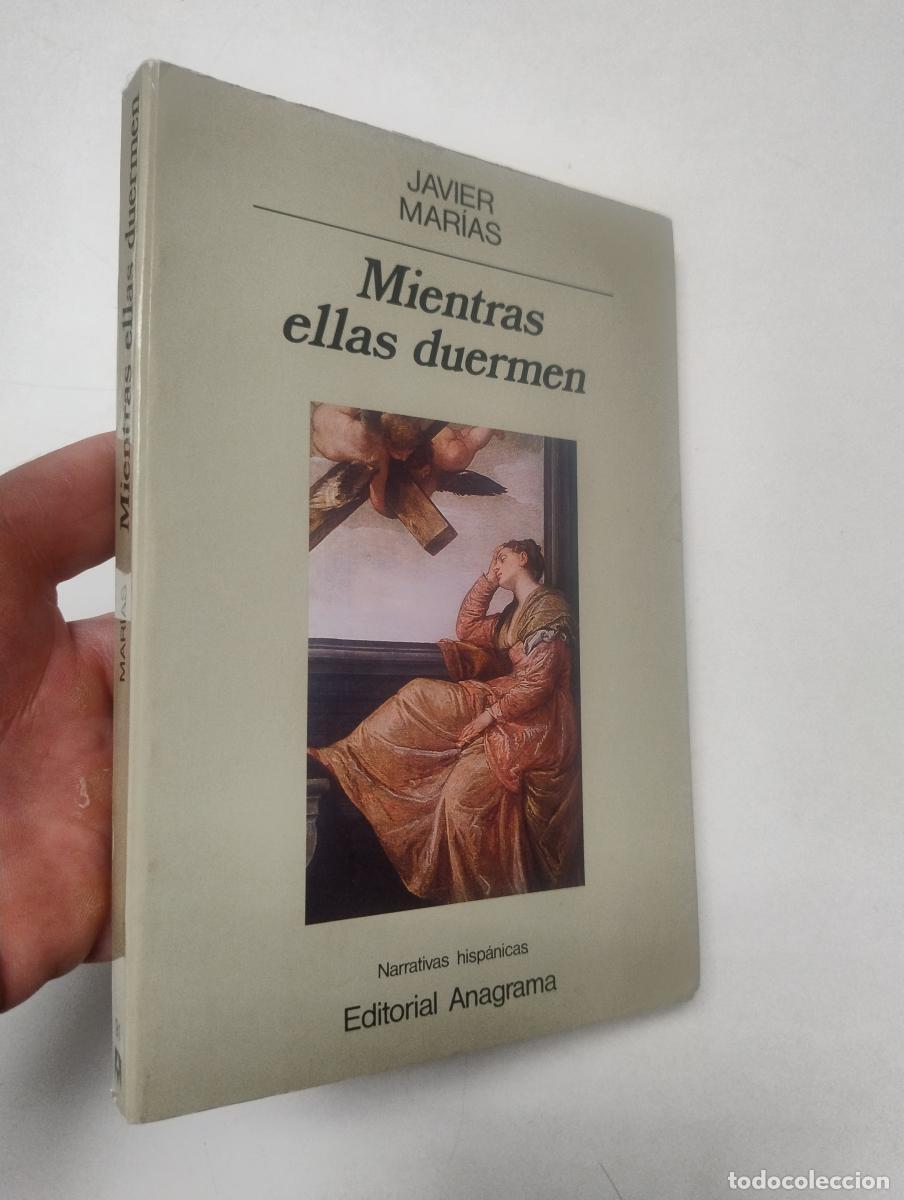 JAVIER
MARÍAS
Mientras
ellas duermen
Narrativas hispánicas
Editorial Anagrama
MARÍAS Mientras ellas duermen
todocoleccion